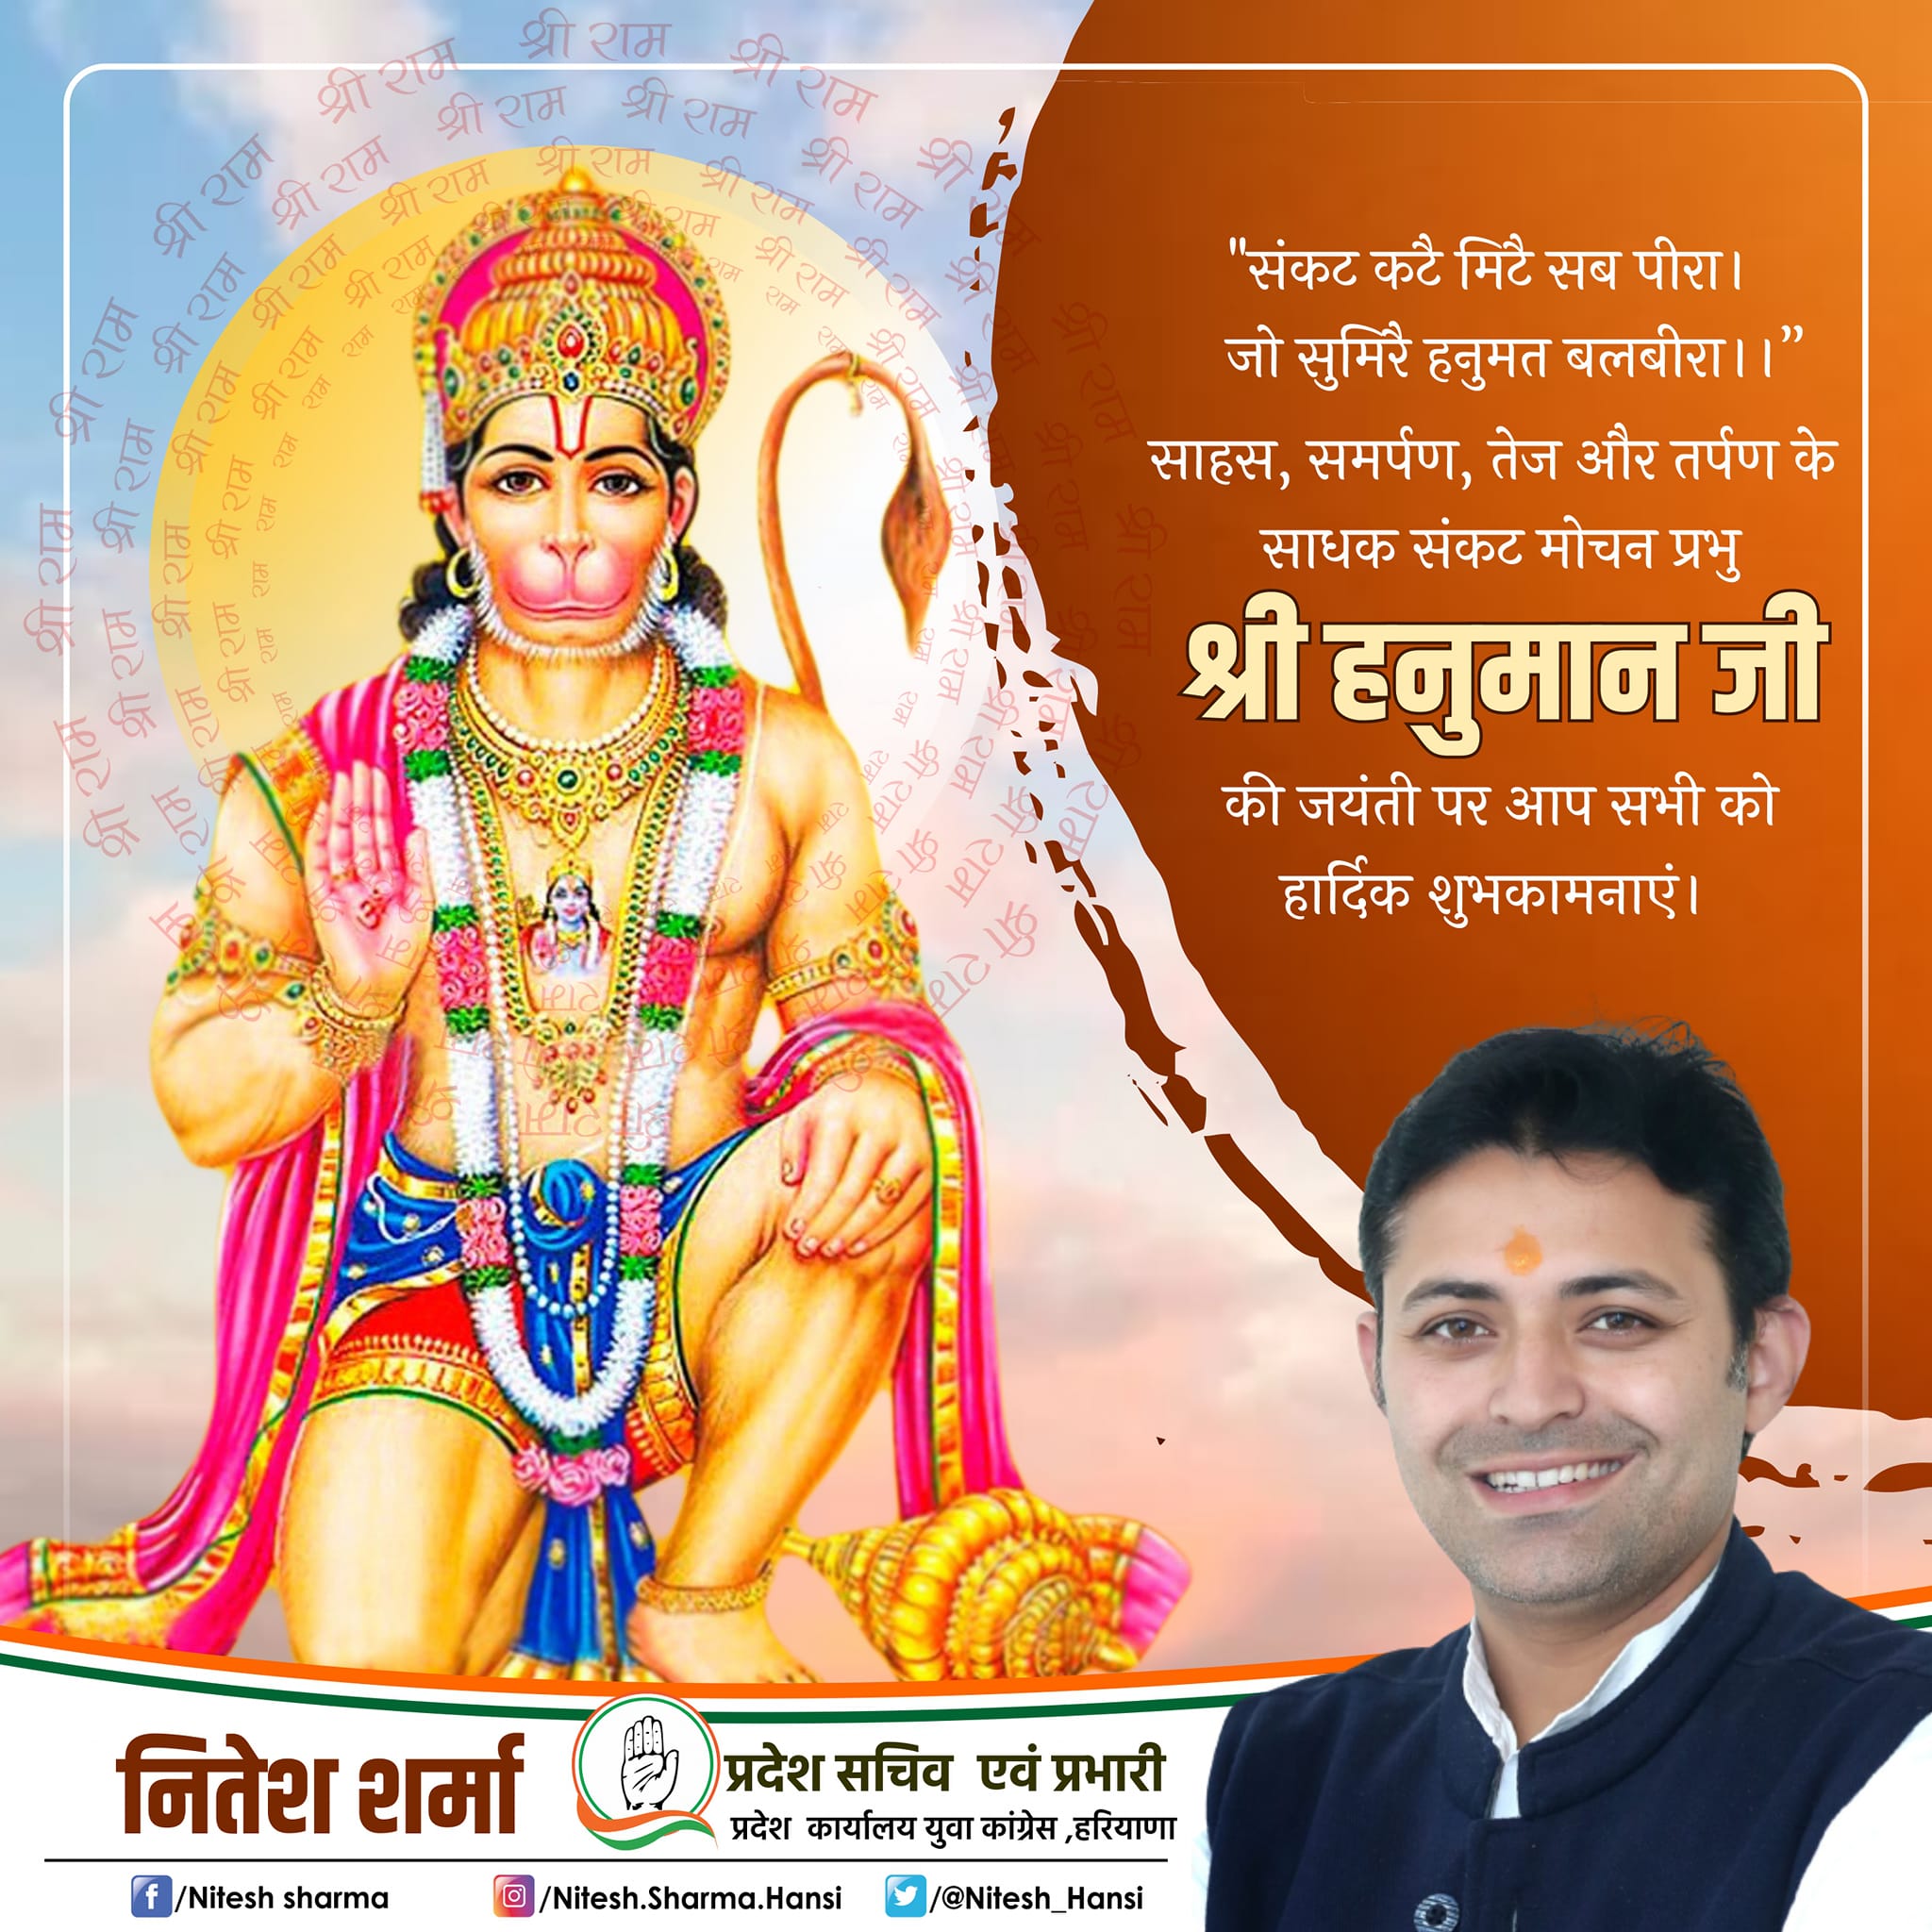 "संकट कटै मिटै सब पीरा।
जो सुमिरै हनुमत बलबीरा।।”
साहस, समर्पण, तेज और तर्पण के
साधक संकट मोचन प्रभु
श्री हनुमान जी
की जयंती पर आप सभी को
हार्दिक शुभकामनाएं।
श्री राम श्री राम श्री राम
श्री राम श्री राम
नितेश शर्मा
प्रदेश सचिव एवं प्रभारी
प्रदेश कार्यालय युवा कांग्रेस ,हरियाणा
/Nitesh sharma /Nitesh.Sharma.Hansi /@Nitesh_Hansi